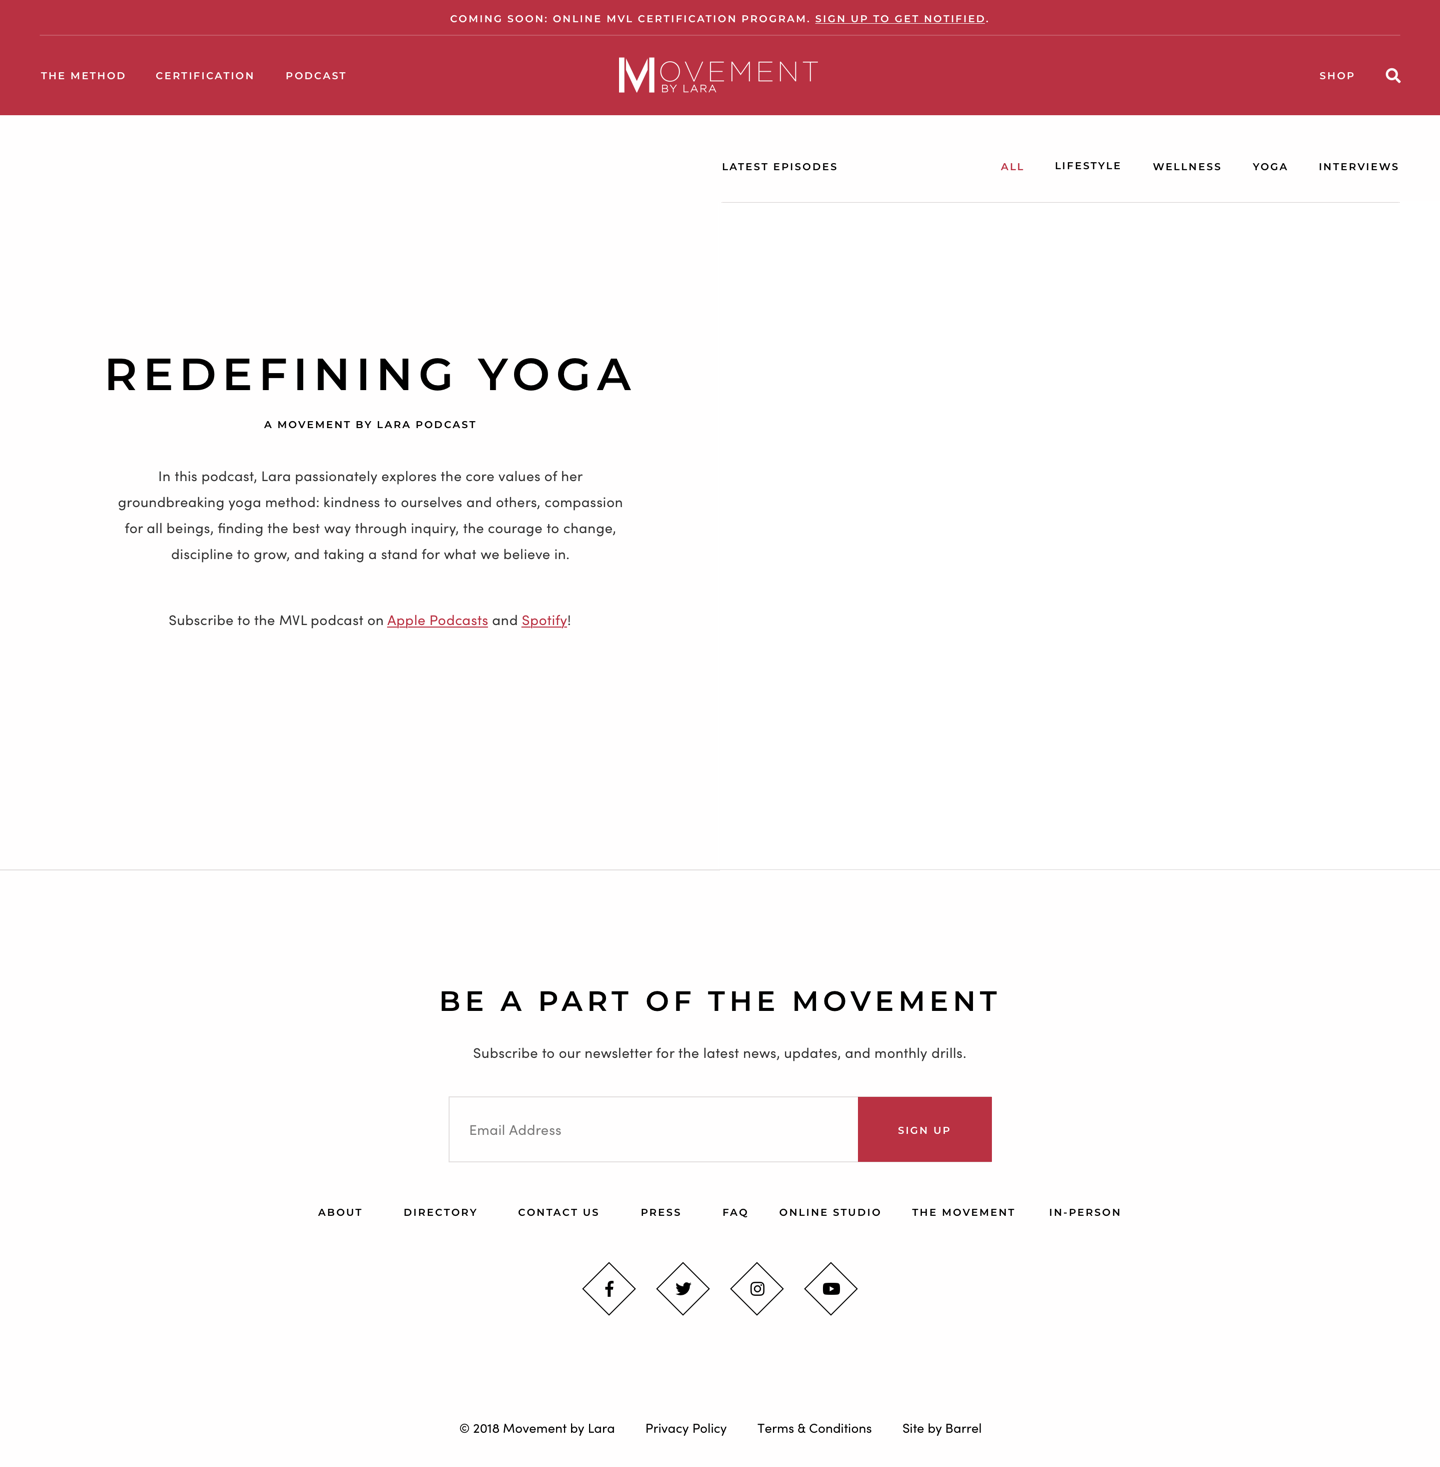 COMING SOON: ONLINE MVL CERTIFICATION PROGRAM. SIGN UP TO GET NOTIFIED.
THE METHOD CERTIFICATION PODCAST
MOVEMENT
BY LARA
SHOP
LATEST EPISODES
ALL LIFESTYLE WELLNESS YOGA INTERVIEWS
REDEFINING YOGA
A MOVEMENT BY LARA PODCAST
In this podcast, Lara passionately explores the core values of her
groundbreaking yoga method: kindness to ourselves and others, compassion
for all beings, finding the best way through inquiry, the courage to change,
discipline to grow, and taking a stand for what we believe in.
Subscribe to the MVL podcast on Apple Podcasts and Spotify!
BE A PART OF THE MOVEMENT
Subscribe to our newsletter for the latest news, updates, and monthly drills.
Email Address
SIGN UP
ABOUT DIRECTORY CONTACT US PRESS FAQ ONLINE STUDIO THE MOVEMENT IN-PERSON
© 2018 Movement by Lara Privacy Policy Terms & Conditions Site by Barrel